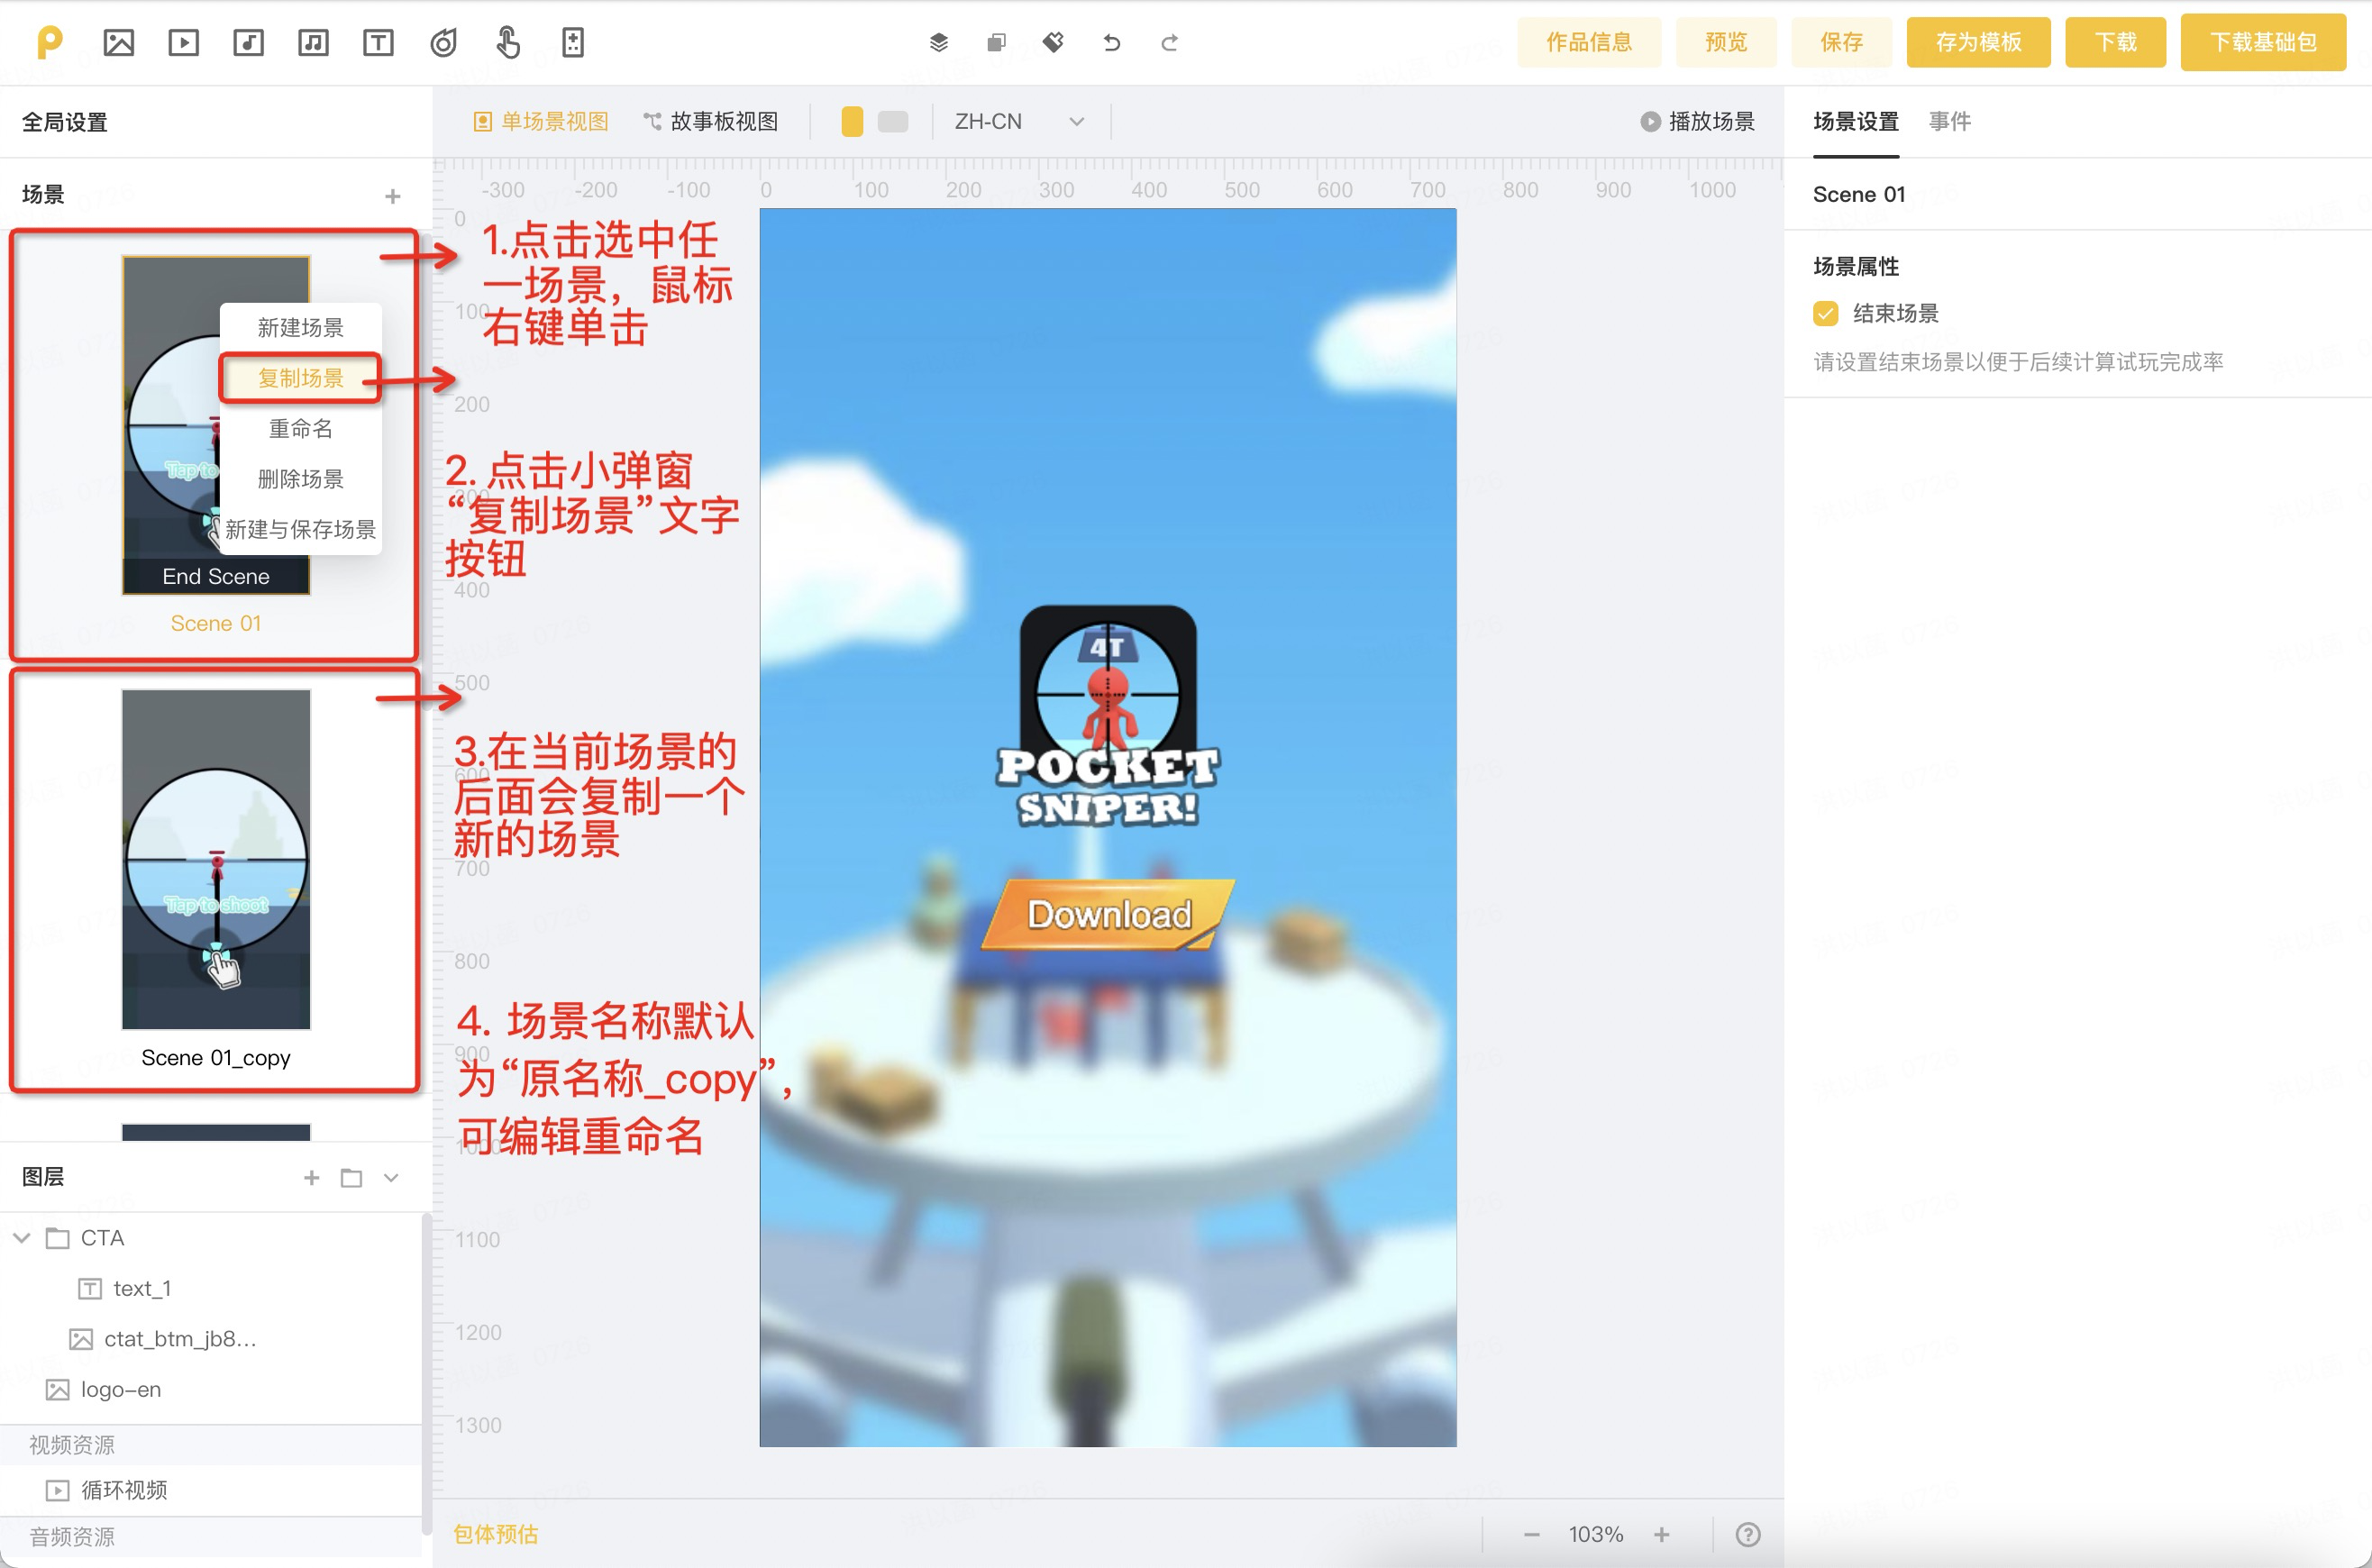 作品信息
预览
保存
存为模板
下载
下载基础包
全局设置
单场景视图
故事板视图
ZH-CN
播放场景
场景设置
事件
场景
Scene 01
场景属性
结束场景
请设置结束场景以便于后续计算试玩完成率
-300 -200 -100 0 100 200 300 400 500 600 700 800 900 1000
0
100
200
300
400
500
600
700
800
900
1000
1100
1200
1300
新建场景
复制场景
重命名
删除场景
新建与保存场景
Tap to
End Scene
Scene 01
Tap to shoot
Scene 01_copy
1.点击选中任
一场景，鼠标
右键单击
2. 点击小弹窗
“复制场景”文字
按钮
3.在当前场景的
后面会复制一个
新的场景
4. 场景名称默认
为“原名称_copy”，
可编辑重命名
4T
POCKET
SNIPER!
Download
图层
CTA
text_1
ctat_btm_jb8...
logo-en
视频资源
循环视频
音频资源
包体预估
103%